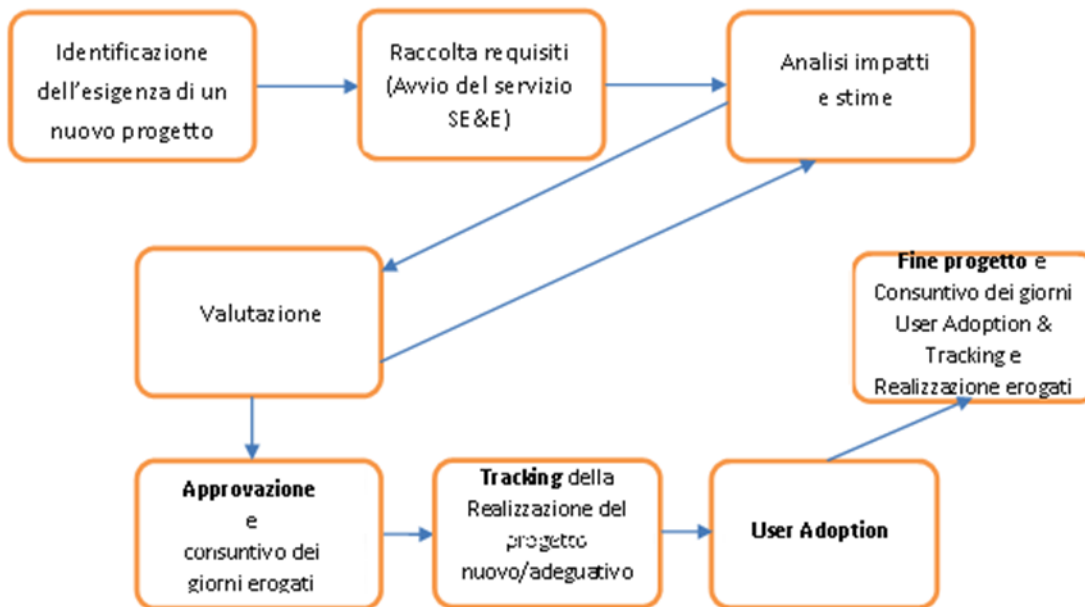 Identificazione
dell'esigenza di un
nuovo progetto
Raccolta requisiti
(Avvio del servizio
SE&E)
Analisi impatti
e stime
Valutazione
Fine progetto e
Consuntivo dei giorni
User Adoption &
Tracking e
Realizzazione erogati
Approvazione
e
consuntivo dei
giorni erogati
Tracking della
Realizzazione del
progetto
nuovo/adeguativo
User Adoption